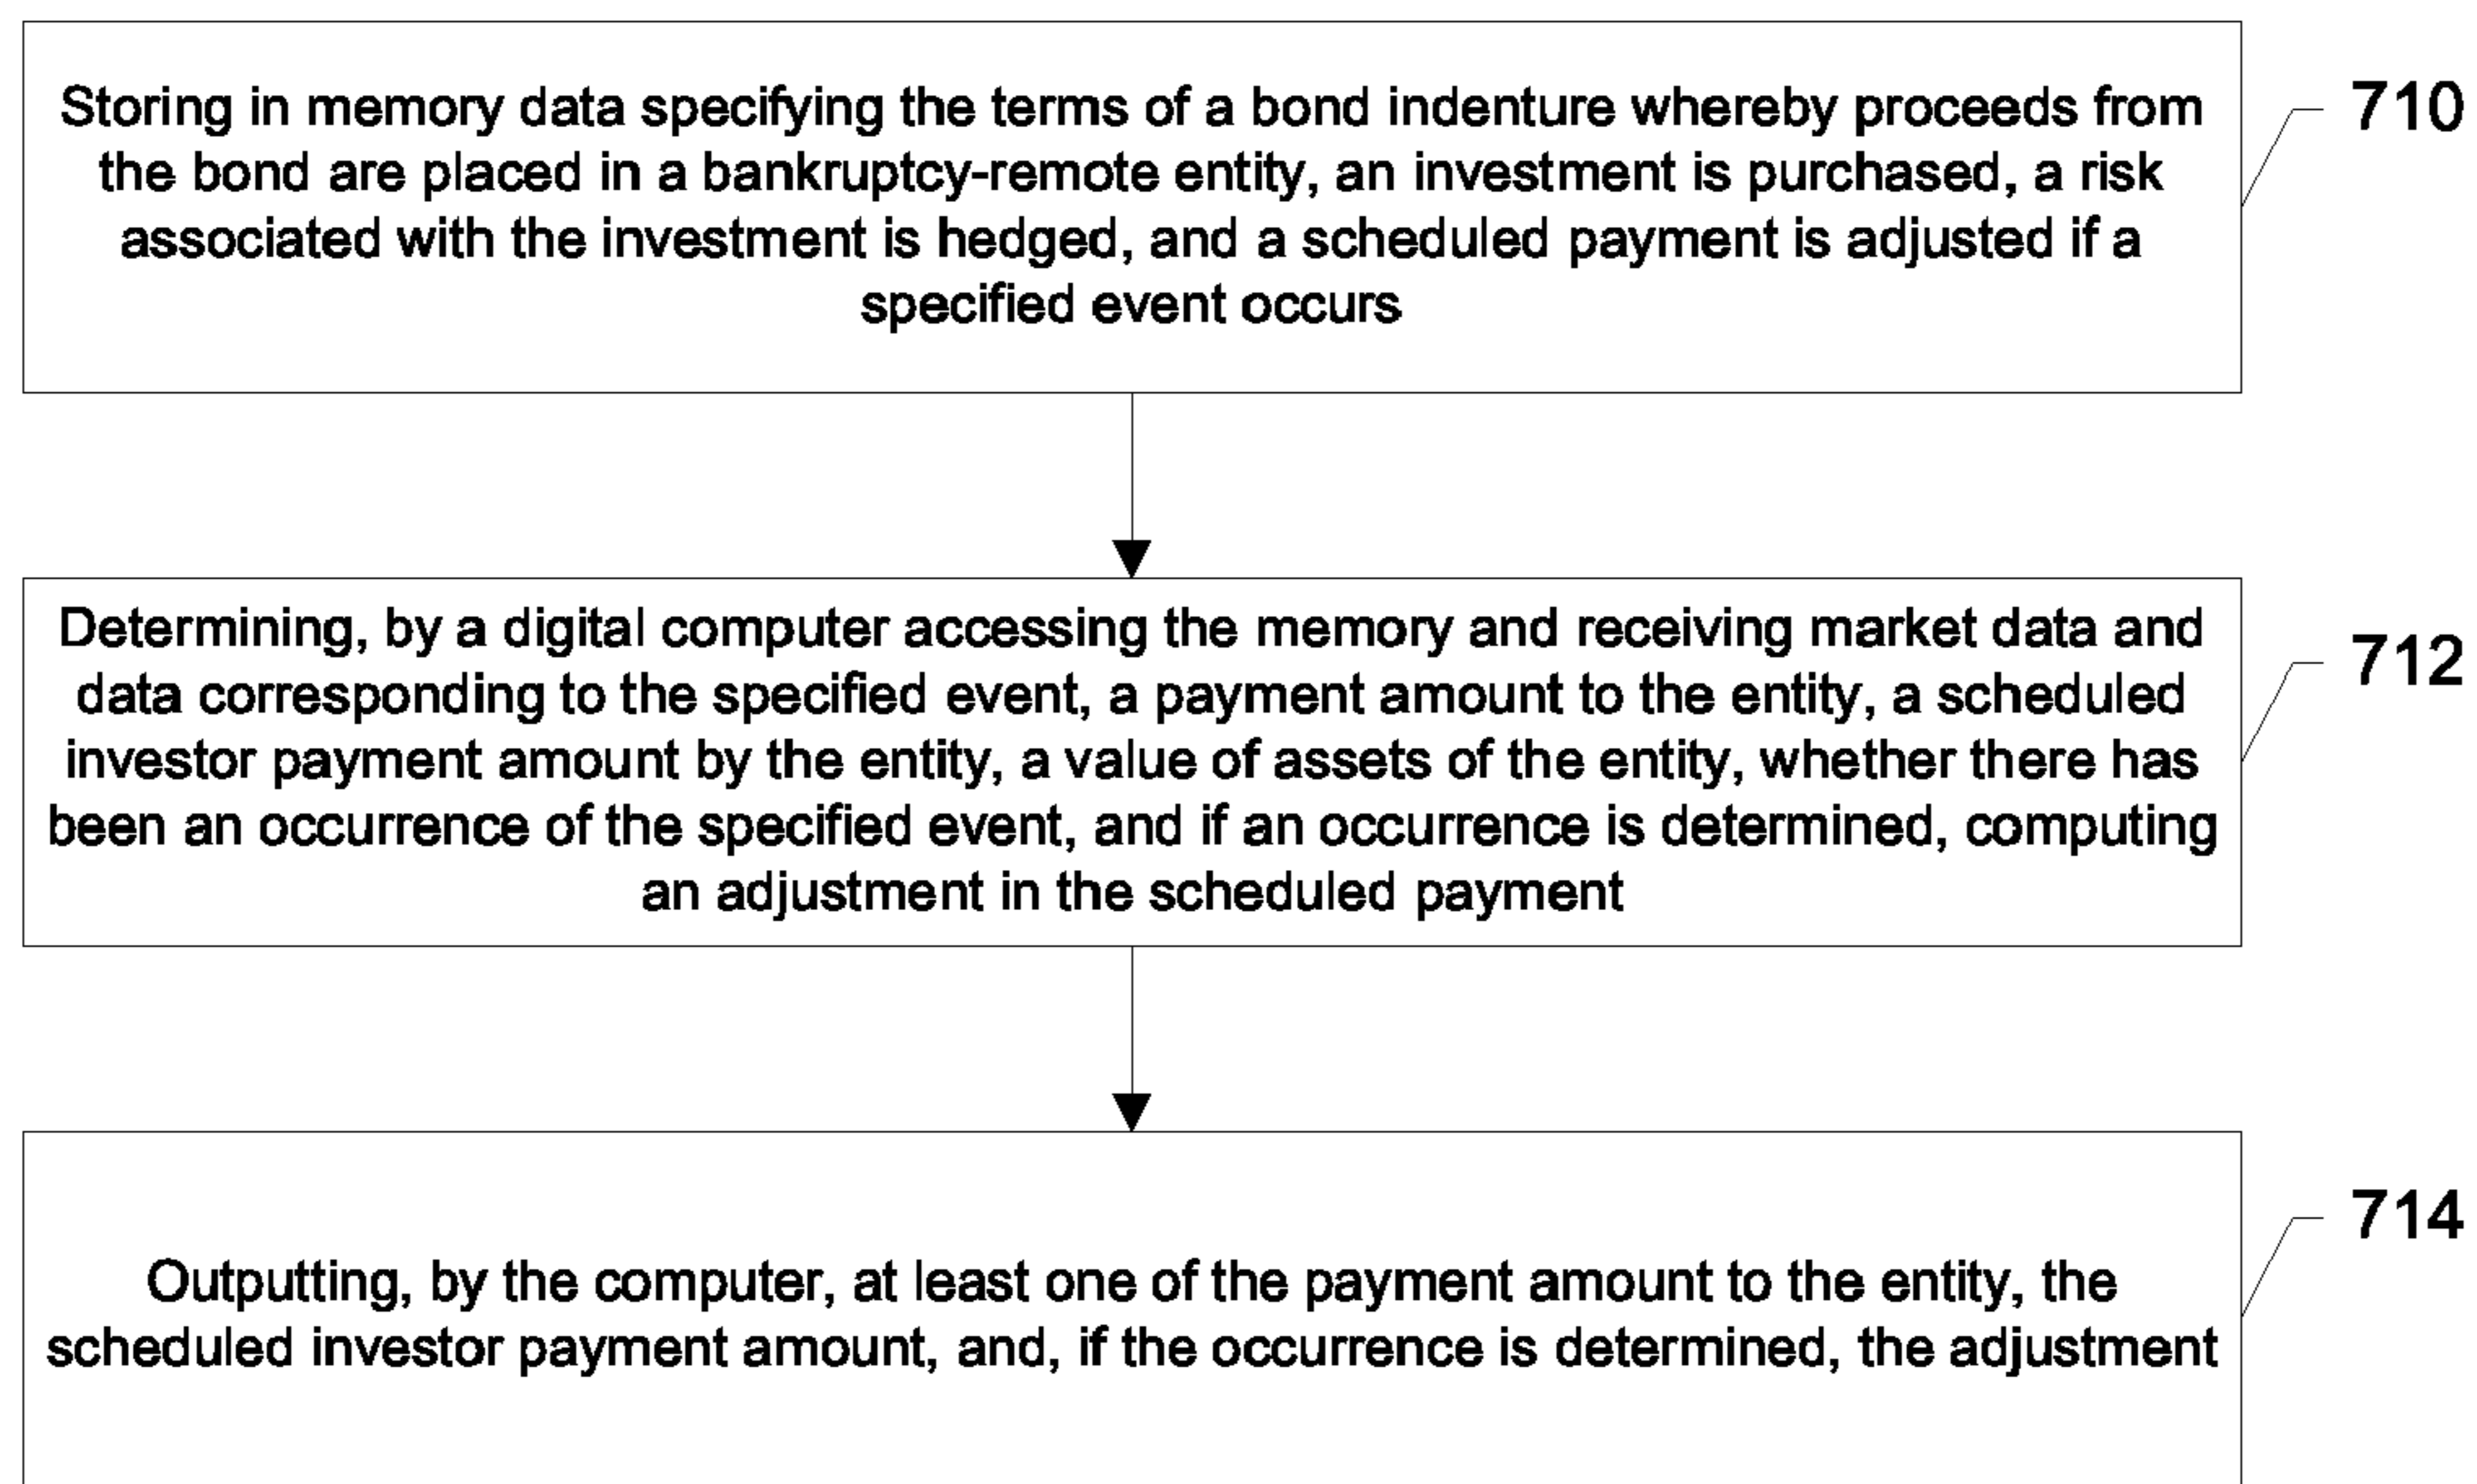 Storing in memory data specifying the terms of a bond indenture whereby proceeds from
the bond are placed in a bankruptcy-remote entity, an investment is purchased, a risk
associated with the investment is hedged, and a scheduled payment is adjusted if a
specified event occurs
710
Determining, by a digital computer accessing the memory and receiving market data and
data corresponding to the specified event, a payment amount to the entity, a scheduled
investor payment amount by the entity, a value of assets of the entity, whether there has
been an occurrence of the specified event, and if an occurrence is determined, computing
an adjustment in the scheduled payment
712
Outputting, by the computer, at least one of the payment amount to the entity, the
scheduled investor payment amount, and, if the occurrence is determined, the adjustment
714